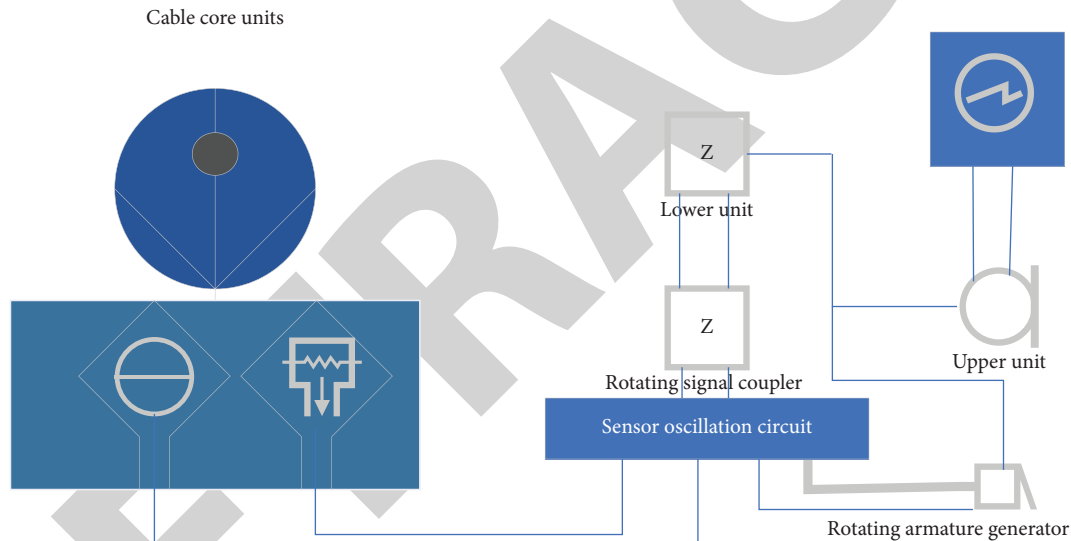 Cable core units
Z
Lower unit
Z
Upper unit
Rotating signal coupler
Sensor oscillation circuit
Rotating armature generator